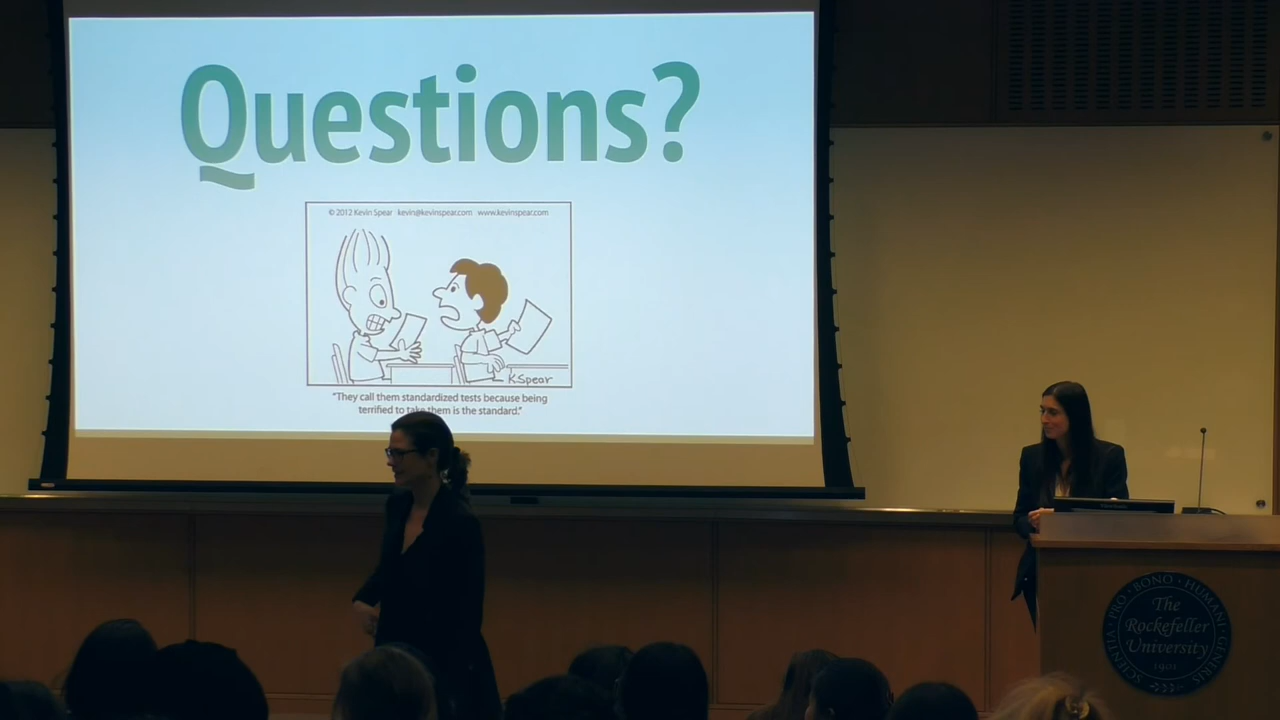 Questions?
© 2012 Kevin Spear kevin@kevinspear.com www.kevinspear.com
K.Spear
"They call them standardized tests because being
terrified to take them is the standard."
SCIENTIA · PRO · BONO · HUMANI · GENERIS
The
Rockefeller
University
1901